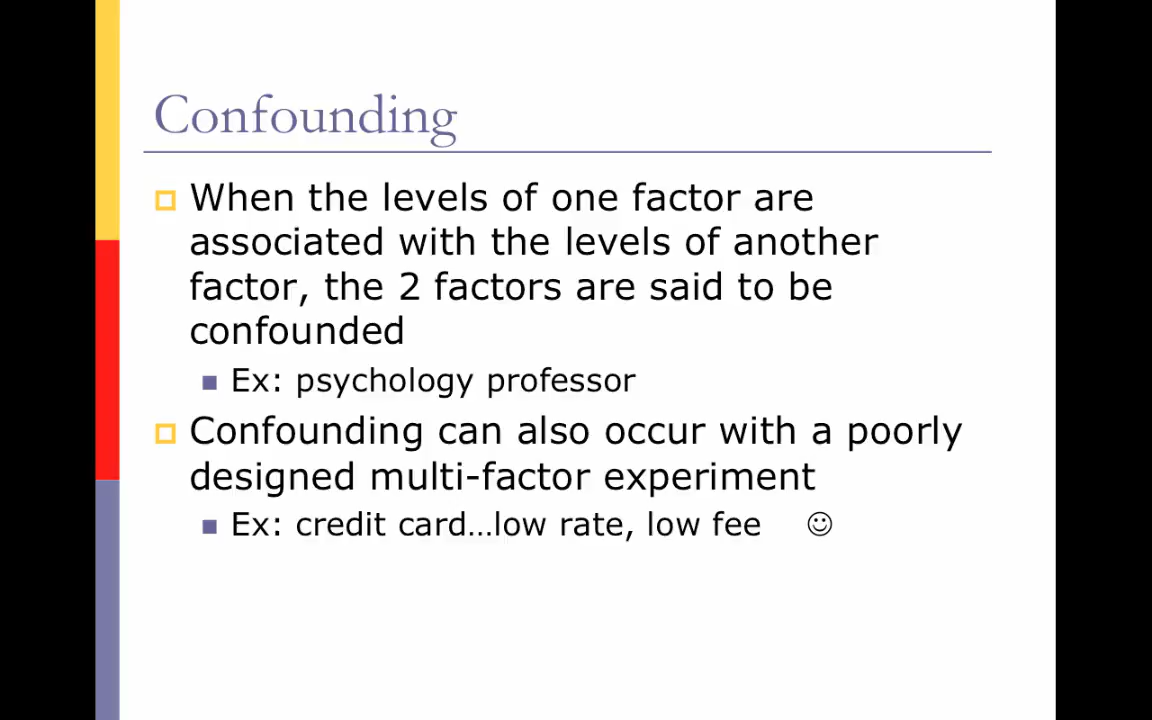 Confounding
When the levels of one factor are
associated with the levels of another
factor, the 2 factors are said to be
confounded
Ex: psychology professor
Confounding can also occur with a poorly
designed multi-factor experiment
Ex: credit card…low rate, low fee ☺